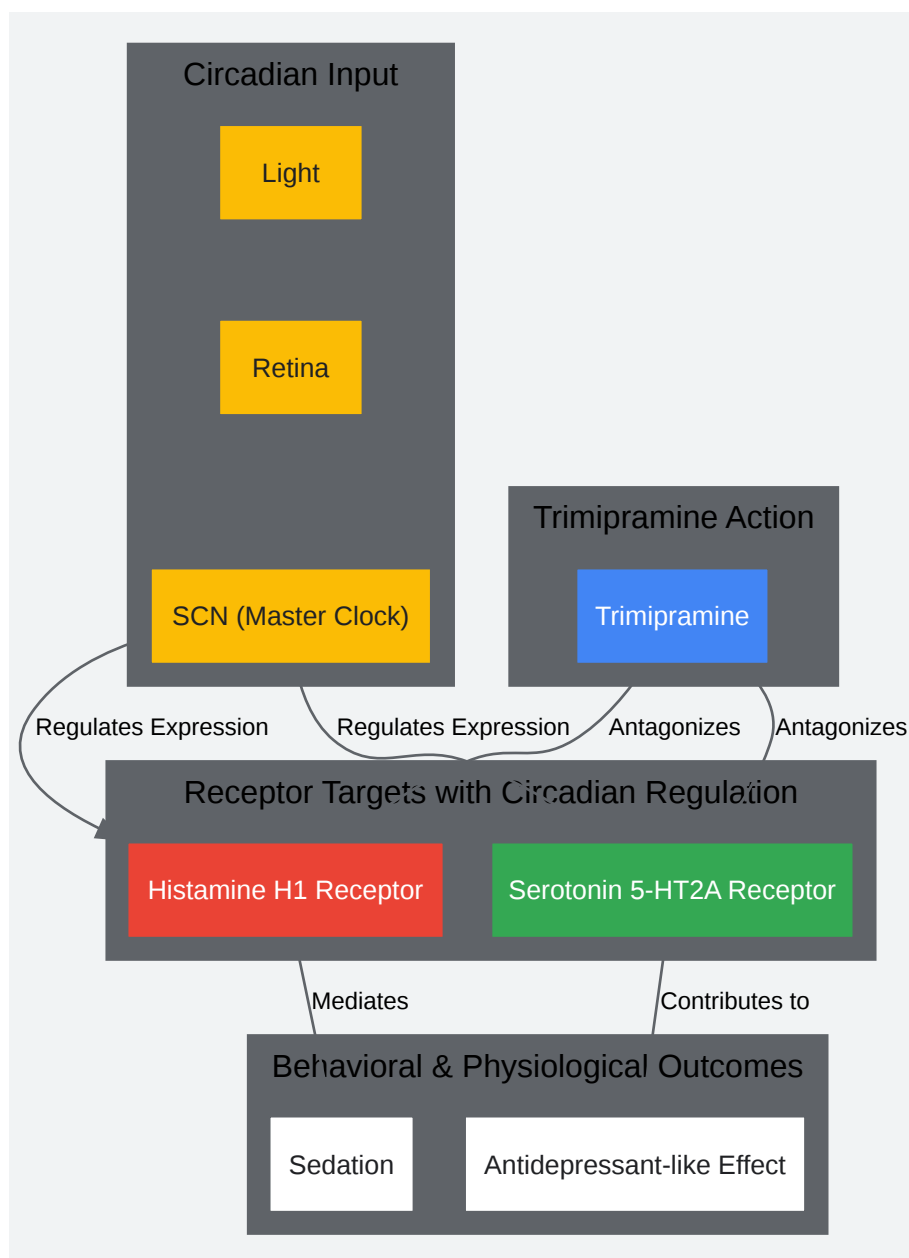 Circadian Input
Light
Retina
Trimipramine Action
SCN (Master Clock)
Trimipramine
Regulates Expression
Regulates Expression
Antagonizes
Antagonizes
Receptor Targets with Circadian Regulation
Histamine H1 Receptor
Serotonin 5-HT2A Receptor
Mediates
Contributes to
Behavioral & Physiological Outcomes
Sedation
Antidepressant-like Effect